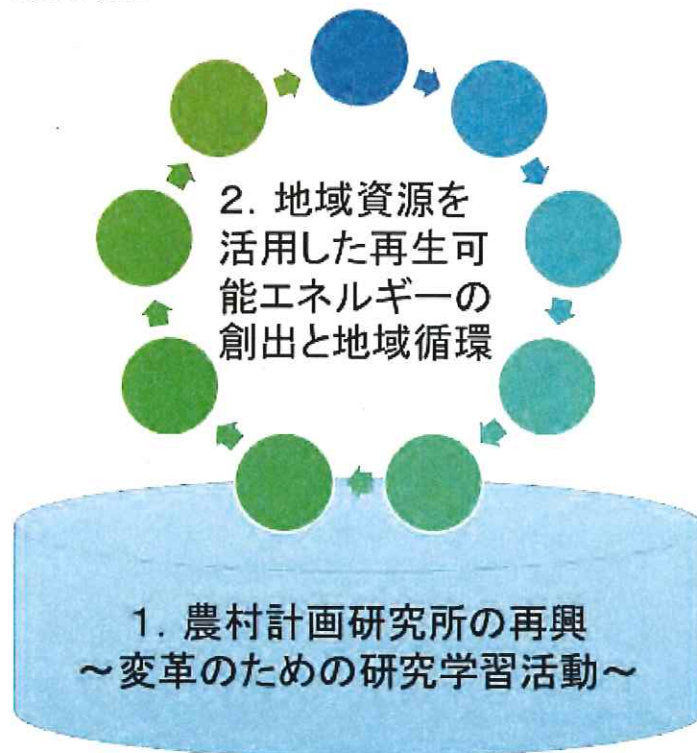 2. 地域資源を
活用した再生可
能エネルギーの
創出と地域循環
1. 農村計画研究所の再興
～変革のための研究学習活動～